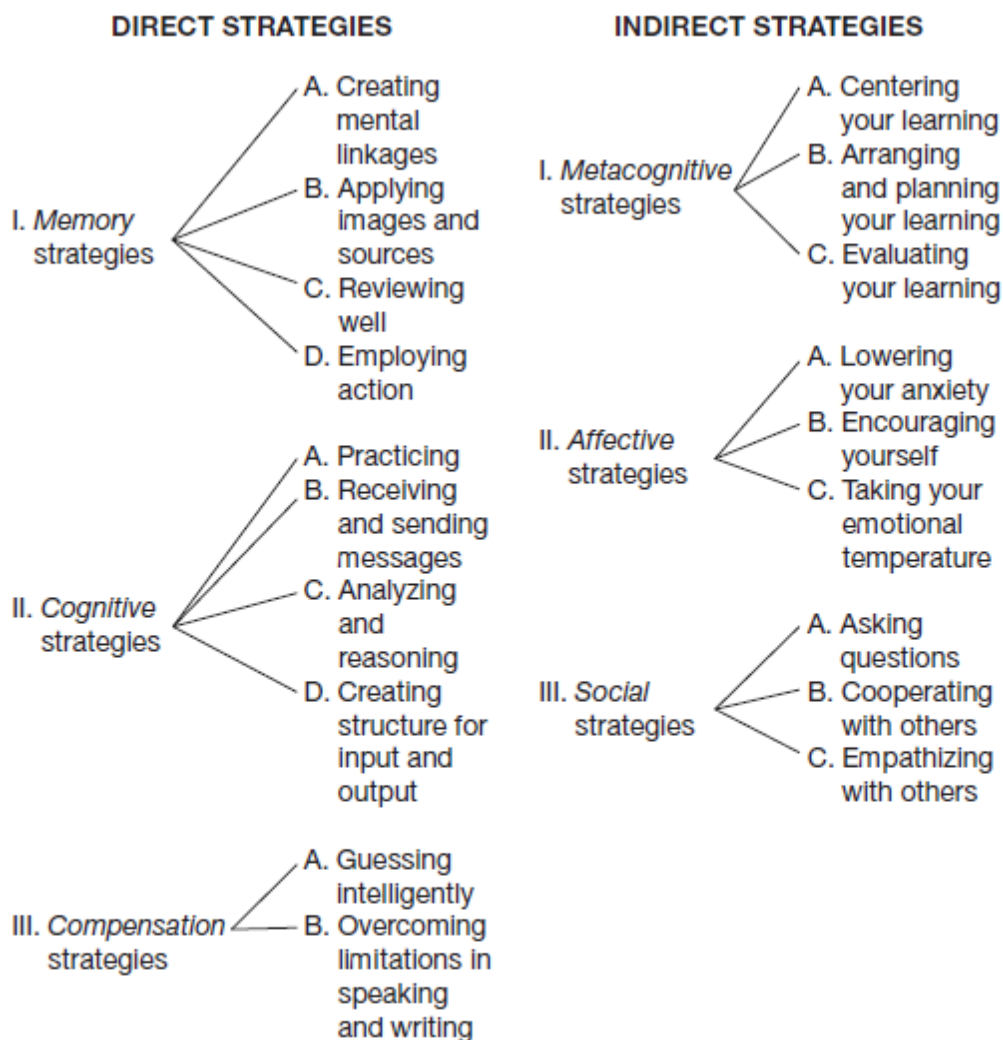 DIRECT STRATEGIES
I. Memory
strategies
A. Creating
mental
linkages
B. Applying
images and
sources
C. Reviewing
well
D. Employing
action
II. Cognitive
strategies
A. Practicing
B. Receiving
and sending
messages
C. Analyzing
and
reasoning
D. Creating
structure for
input and
output
III. Compensation
strategies
A. Guessing
intelligently
B. Overcoming
limitations in
speaking
and writing
INDIRECT STRATEGIES
I. Metacognitive
strategies
A. Centering
your learning
B. Arranging
and planning
your learning
C. Evaluating
your learning
II. Affective
strategies
A. Lowering
your anxiety
B. Encouraging
yourself
C. Taking your
emotional
temperature
III. Social
strategies
A. Asking
questions
B. Cooperating
with others
C. Empathizing
with others